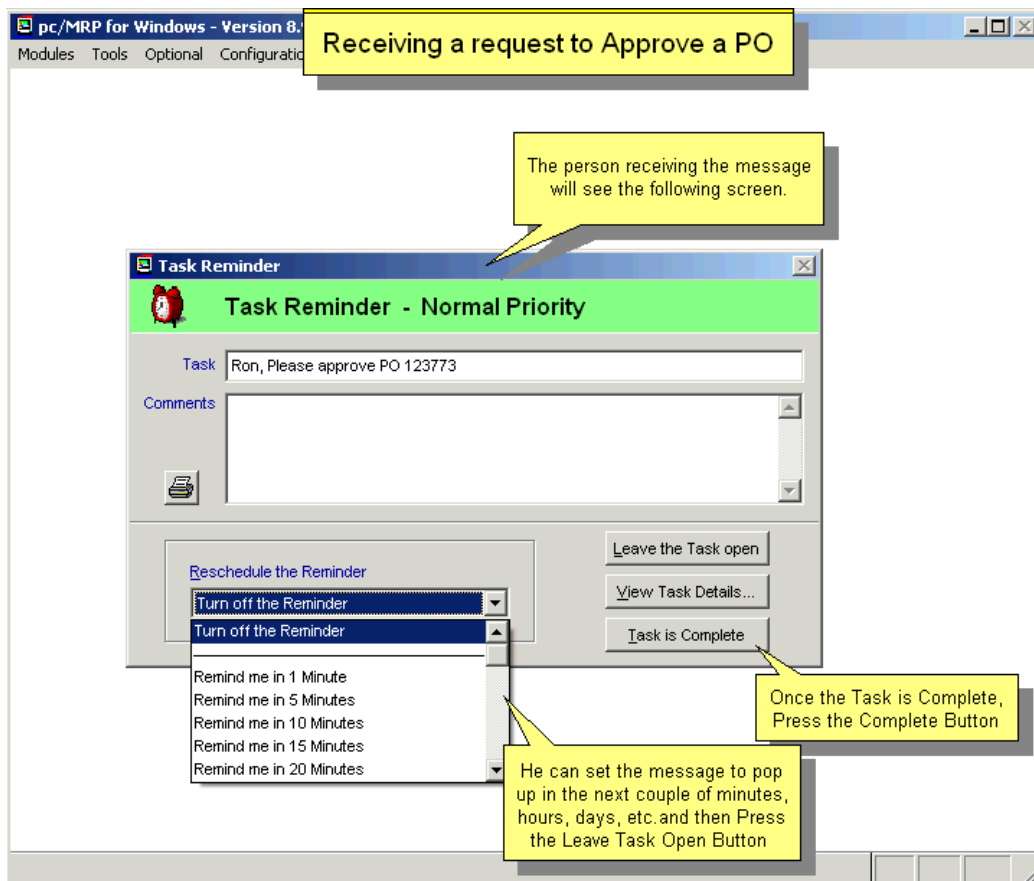 pc/MRP for Windows - Version 8.
Receiving a request to Approve a PO
Modules Tools Optional Configuratio
The person receiving the message
will see the following screen.
Task Reminder
Task Reminder - Normal Priority
Task Ron, Please approve PO 123773
Comments
Reschedule the Reminder
Turn off the Reminder
Turn off the Reminder
Remind me in 1 Minute
Remind me in 5 Minutes
Remind me in 10 Minutes
Remind me in 15 Minutes
Remind me in 20 Minutes
Leave the Task open
View Task Details...
Task is Complete
Once the Task is Complete,
Press the Complete Button
He can set the message to pop
up in the next couple of minutes,
hours, days, etc.and then Press
the Leave Task Open Button